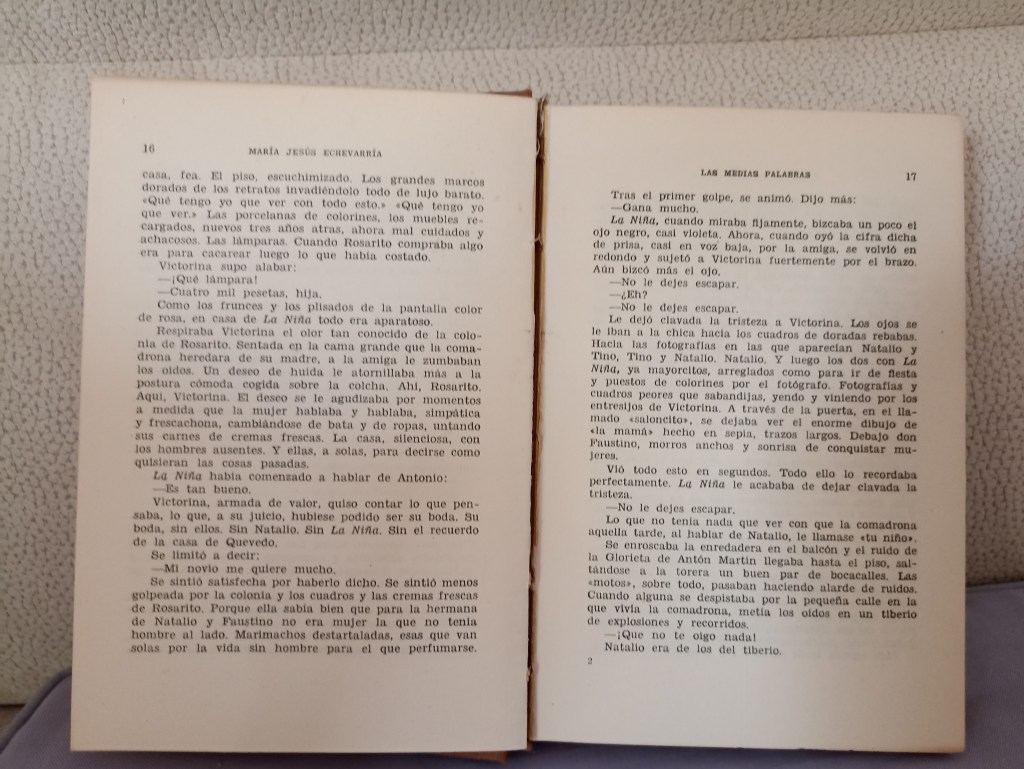 16
MARÍA JESÚS ECHEVARRÍA
casa, fea. El piso, escuchimizado. Los grandes marcos
dorados de los retratos invadiéndolo todo de lujo barato.
«Qué tengo yo que ver con todo esto.» «Qué tengo yo
que ver.» Las porcelanas de colorines, los muebles re-
cargados, nuevos tres años atras, ahora mal cuidados y
achacosos. Las lámparas. Cuando Rosarito compraba algo
era para cacarear luego lo que había costado.
Victorina supo alabar:
—¡Qué lámpara!
—Cuatro mil pesetas, hija.
Como los frunces y los plisados de la pantalla color
de rosa, en casa de La Niña todo era aparatoso.
Respiraba Victorina el olor tan conocido de la colo-
nia de Rosarito. Sentada en la cama grande que la coma-
drona heredara de su madre, a la amiga le zumbaban
los oídos. Un deseo de huída le atornillaba más a la
postura cómoda cogida sobre la colcha. Ahí, Rosarito.
Aquí, Victorina. El deseo se le agudizaba por momentos
a medida que la mujer hablaba y hablaba, simpática
y frescachona, cambiándose de bata y de ropas, untando
sus carnes de cremas frescas. La casa, silenciosa, con
los hombres ausentes. Y ellas, a solas, para decirse como
quisieran las cosas pasadas.
La Niña había comenzado a hablar de Antonio:
—Es tan bueno.
Victorina, armada de valor, quiso contar lo que pen-
saba, lo que, a su juicio, hubiese podido ser su boda. Su
boda, sin ellos. Sin Natalio. Sin La Niña. Sin el recuerdo
de la casa de Quevedo.
Se limitó a decir:
—Mi novio me quiere mucho.
Se sintió satisfecha por haberlo dicho. Se sintió menos
golpeada por la colonia y los cuadros y las cremas frescas
de Rosarito. Porque ella sabía bien que para la hermana
de Natalio y Faustino no era mujer la que no tenía
hombre al lado. Marimachos destartaladas, esas que van
solas por la vida sin hombre para el que perfumarse.
LAS MEDIAS PALABRAS
17
Tras el primer golpe, se animó. Dijo más:
—Gana mucho.
La Niña, cuando miraba fijamente, bizcaba un poco el
ojo negro, casi violeta. Ahora, cuando oyó la cifra dicha
de prisa, casi en voz baja, por la amiga, se volvió en
redondo y sujetó a Victorina fuertemente por el brazo.
Aún bizcó más el ojo.
—No le dejes escapar.
—¿Eh?
—No le dejes escapar.
Le dejó clavada la tristeza a Victorina. Los ojos se
le iban a la chica hacia los cuadros de doradas rebabas.
Hacia las fotografías en las que aparecían Natalio y
Tino, Tino y Natalio. Natalio. Y luego los dos con La
Niña, ya mayorcitos, arreglados como para ir de fiesta
y puestos de colorines por el fotógrafo. Fotografías y
cuadros peores que sabandijas, yendo y viniendo por los
entresijos de Victorina. A través de la puerta, en el lla-
mado «saloncito», se dejaba ver el enorme dibujo de
«la mamá» hecho en sepia, trazos largos. Debajo don
Faustino, morros anchos y sonrisa de conquistar mu-
jeres.
Vió todo esto en segundos. Todo ello lo recordaba
perfectamente. La Niña le acababa de dejar clavada la
tristeza.
—No le dejes escapar.
Lo que no tenía nada que ver con que la comadrona
aquella tarde, al hablar de Natalio, le llamase «tu niño».
Se enroscaba la enredadera en el balcón y el ruido de
la Glorieta de Antón Martín llegaba hasta el piso, sal-
tándose a la torera un buen par de bocacalles. Las
«motos», sobre todo, pasaban haciendo alarde de ruidos.
Cuando alguna se despistaba por la pequeña calle en la
que vivía la comadrona, metía los oídos en un tiberio
de explosiones y recorridos.
—¡Que no te oigo nada!
Natalio era de los del tiberio.
2